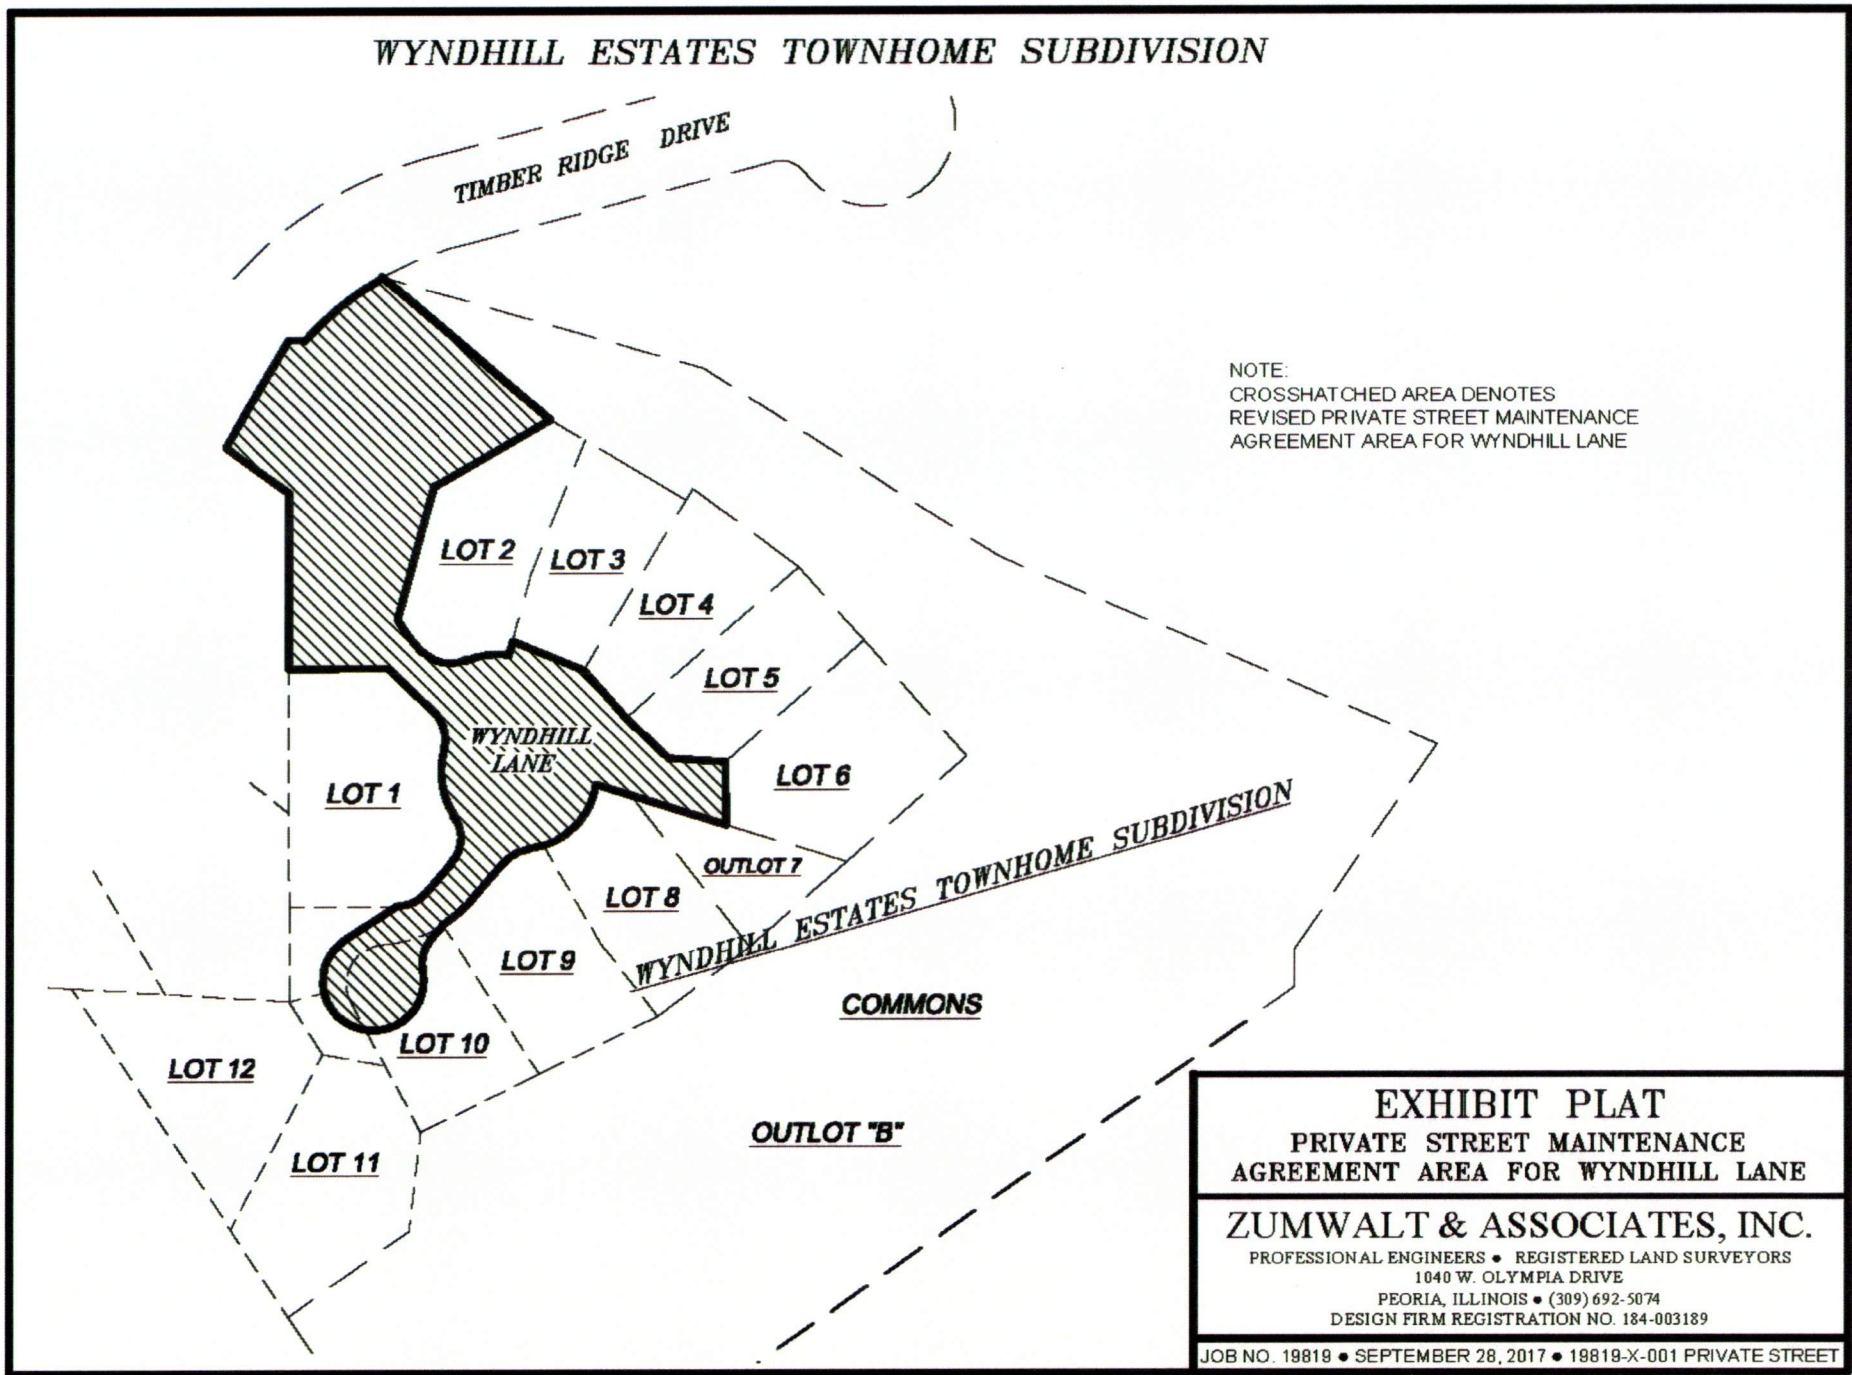 WYNDHILL ESTATES TOWNHOME SUBDIVISION
TIMBER RIDGE DRIVE
NOTE:
CROSSHATCHED AREA DENOTES
REVISED PRIVATE STREET MAINTENANCE
AGREEMENT AREA FOR WYNDHILL LANE
LOT 2
LOT 3
LOT 4
LOT 5
WYNDHILL
LANE
LOT 6
LOT 1
OUTLOT 7
LOT 8
WYNDHILL ESTATES TOWNHOME SUBDIVISION
LOT 9
COMMONS
LOT 10
LOT 12
OUTLOT "B"
LOT 11
EXHIBIT PLAT
PRIVATE STREET MAINTENANCE
AGREEMENT AREA FOR WYNDHILL LANE
ZUMWALT & ASSOCIATES, INC.
PROFESSIONAL ENGINEERS ● REGISTERED LAND SURVEYORS
1040 W. OLYMPIA DRIVE
PEORIA, ILLINOIS ● (309) 692-5074
DESIGN FIRM REGISTRATION NO. 184-003189
JOB NO. 19819 ● SEPTEMBER 28, 2017 ● 19819-X-001 PRIVATE STREET